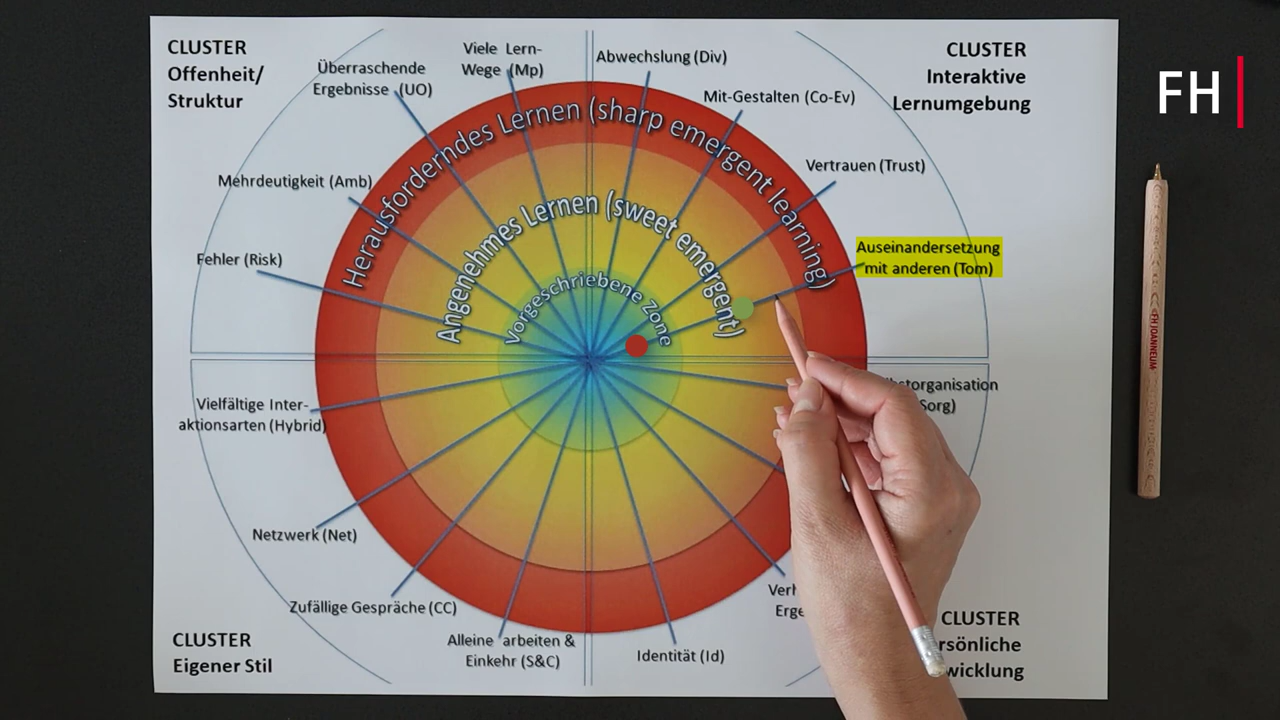 CLUSTER
Offenheit/
Struktur
Überraschende
Ergebnisse (UO)
Viele Lern-
Wege (Mp)
Abwechslung (Div)
Mit-Gestalten (Co-Ev)
CLUSTER
Interaktive
Lernumgebung
FH
Mehrdeutigkeit (Amb)
Vertrauen (Trust)
Fehler (Risk)
Auseinandersetzung
mit anderen (Tom)
Herausforderndes Lernen (sharp emergent learning)
Angenehmes Lernen (sweet emergent)
Vorgeschriebene Zone
FH JOANNEUM
Vielfältige Inter-
aktionsarten (Hybrid)
Netzwerk (Net)
Zufällige Gespräche (CC)
Alleine arbeiten &
Einkehr (S&C)
Identität (Id)
CLUSTER
Eigener Stil
CLUSTER